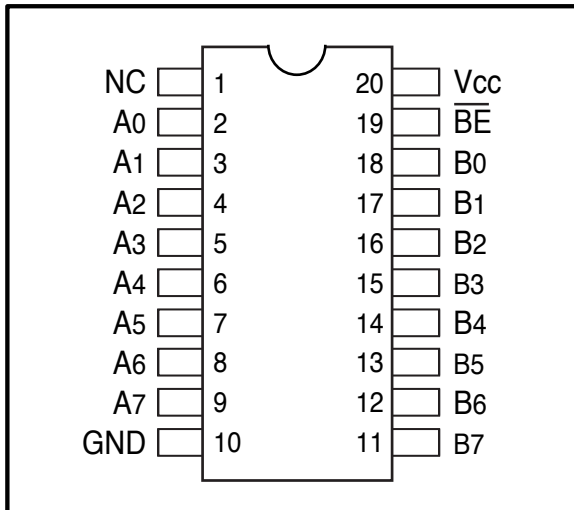 NC 1 20 Vcc
A0 2 19 B̅E̅
A1 3 18 B0
A2 4 17 B1
A3 5 16 B2
A4 6 15 B3
A5 7 14 B4
A6 8 13 B5
A7 9 12 B6
GND 10 11 B7